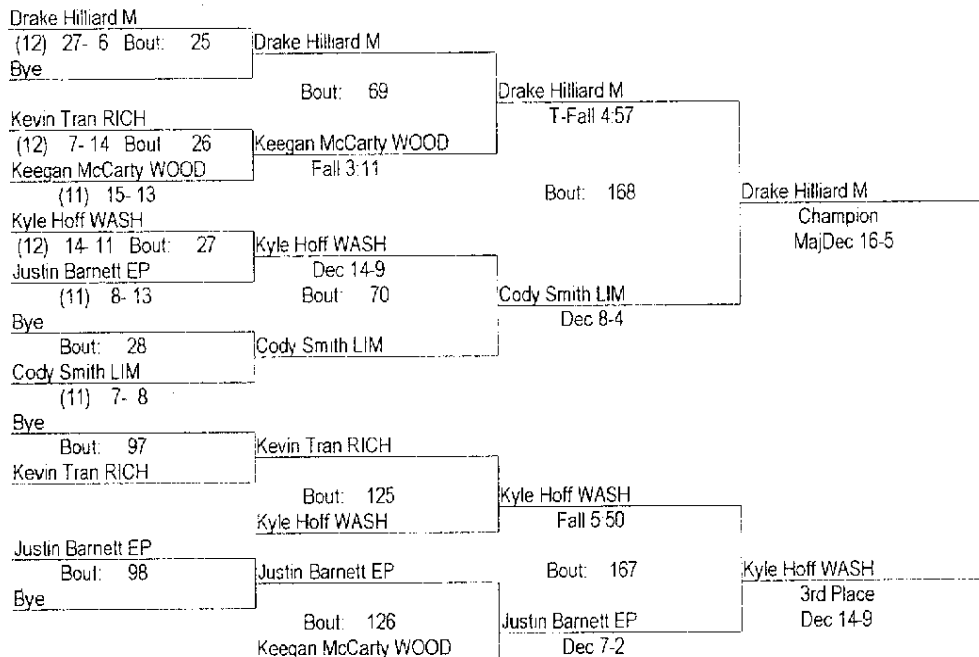 Drake Hilliard M
(12) 27- 6 Bout: 25
Bye
Drake Hilliard M
Bout: 69
Kevin Tran RICH
(12) 7- 14 Bout 26
Keegan McCarty WOOD
(11) 15- 13
Keegan McCarty WOOD
Fall 3:11
Drake Hilliard M
T-Fall 4:57
Bout: 168
Kyle Hoff WASH
(12) 14- 11 Bout: 27
Justin Barnett EP
(11) 8- 13
Kyle Hoff WASH
Dec 14-9
Bout: 70
Bye
Bout: 28
Cody Smith LIM
(11) 7- 8
Cody Smith LIM
Cody Smith LIM
Dec 8-4
Drake Hilliard M
Champion
MajDec 16-5
Bye
Bout: 97
Kevin Tran RICH
Kevin Tran RICH
Bout: 125
Kyle Hoff WASH
Kyle Hoff WASH
Fall 5:50
Justin Barnett EP
Bout: 98
Bye
Justin Barnett EP
Bout: 126
Keegan McCarty WOOD
Bout: 167
Justin Barnett EP
Dec 7-2
Kyle Hoff WASH
3rd Place
Dec 14-9